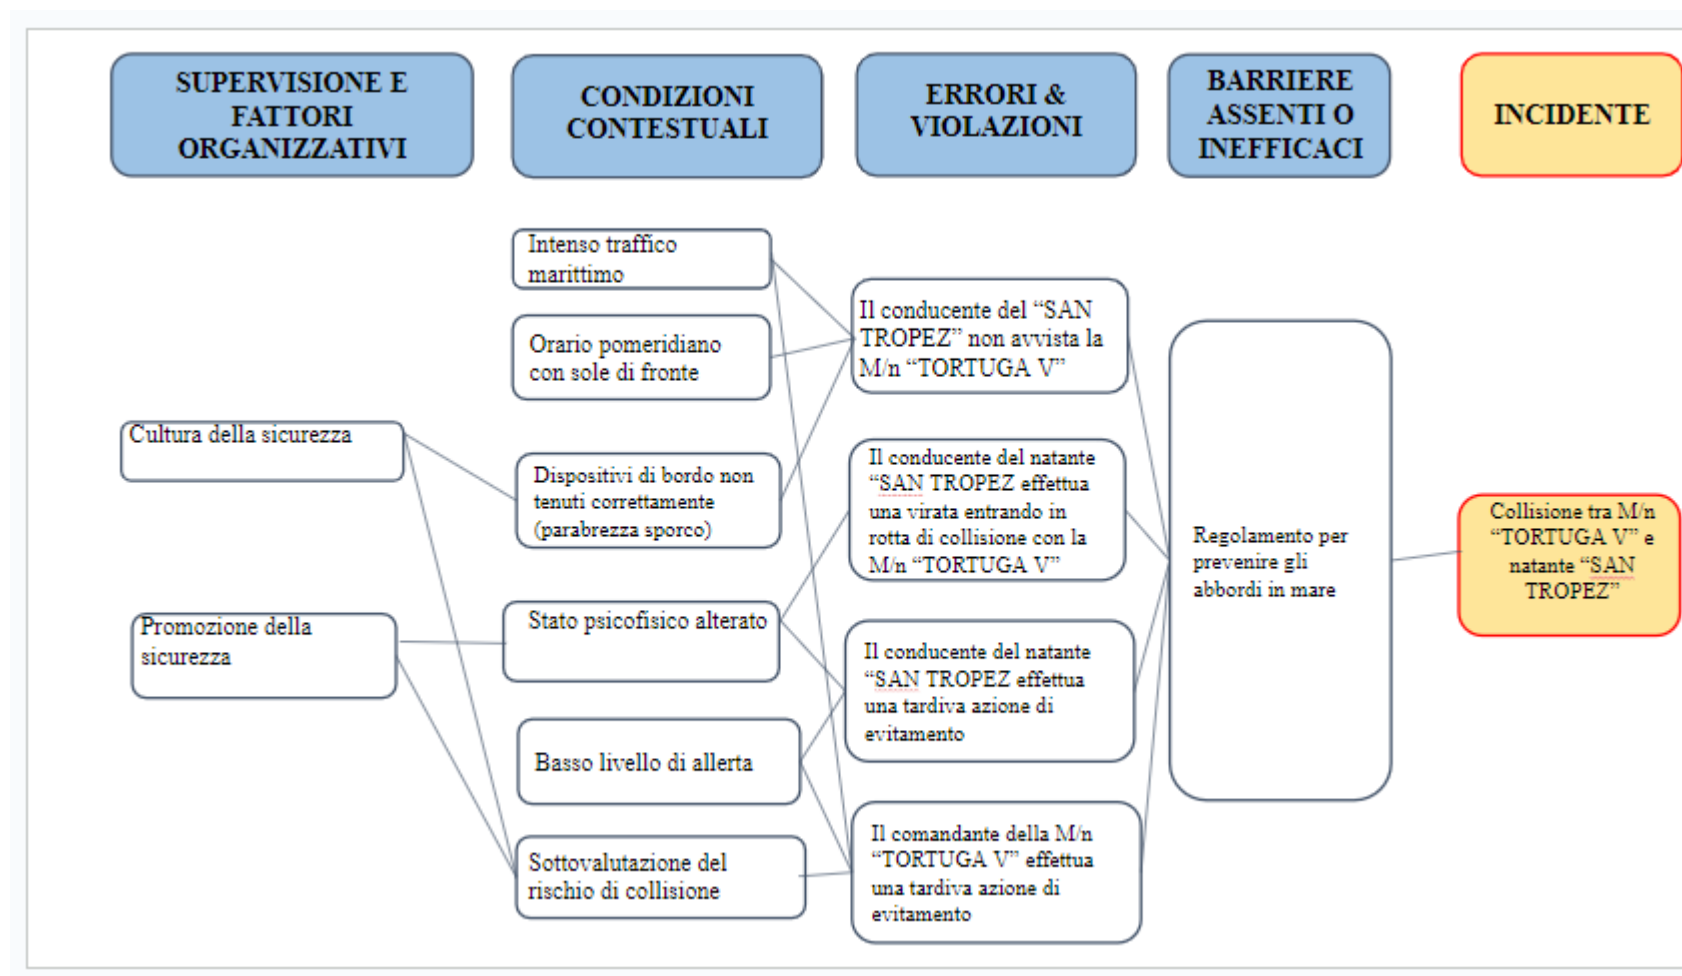 SUPERVISIONE E
FATTORI
ORGANIZZATIVI
CONDIZIONI
CONTESTUALI
ERRORI &
VIOLAZIONI
BARRIERE
ASSENTI O
INEFFICACI
INCIDENTE
Cultura della sicurezza
Promozione della
sicurezza
Intenso traffico
marittimo
Orario pomeridiano
con sole di fronte
Dispositivi di bordo non
tenuti correttamente
(parabrezza sporco)
Stato psicofisico alterato
Basso livello di allerta
Sottovalutazione del
rischio di collisione
Il conducente del “SAN
TROPEZ” non avvista la
M/n “TORTUGA V”
Il conducente del natante
“SAN TROPEZ effettua
una virata entrando in
rotta di collisione con la
M/n “TORTUGA V”
Il conducente del natante
“SAN TROPEZ effettua
una tardiva azione di
evitamento
Il comandante della M/n
“TORTUGA V” effettua
una tardiva azione di
evitamento
Regolamento per
prevenire gli
abbordi in mare
Collisione tra M/n
“TORTUGA V” e
natante “SAN
TROPEZ”